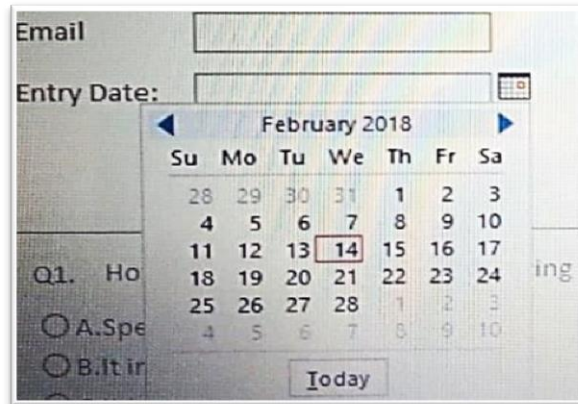 Email
Entry Date:
February 2018
Su Mo Tu We Th Fr Sa
28 29 30 31 1 2 3
4 5 6 7 8 9 10
11 12 13 14 15 16 17
Q1. Ho
ing
18 19 20 21 22 23 24
25 26 27 28 1 2 3
A.Spe
4 5 6 7 8 9 10
B.It in
Today